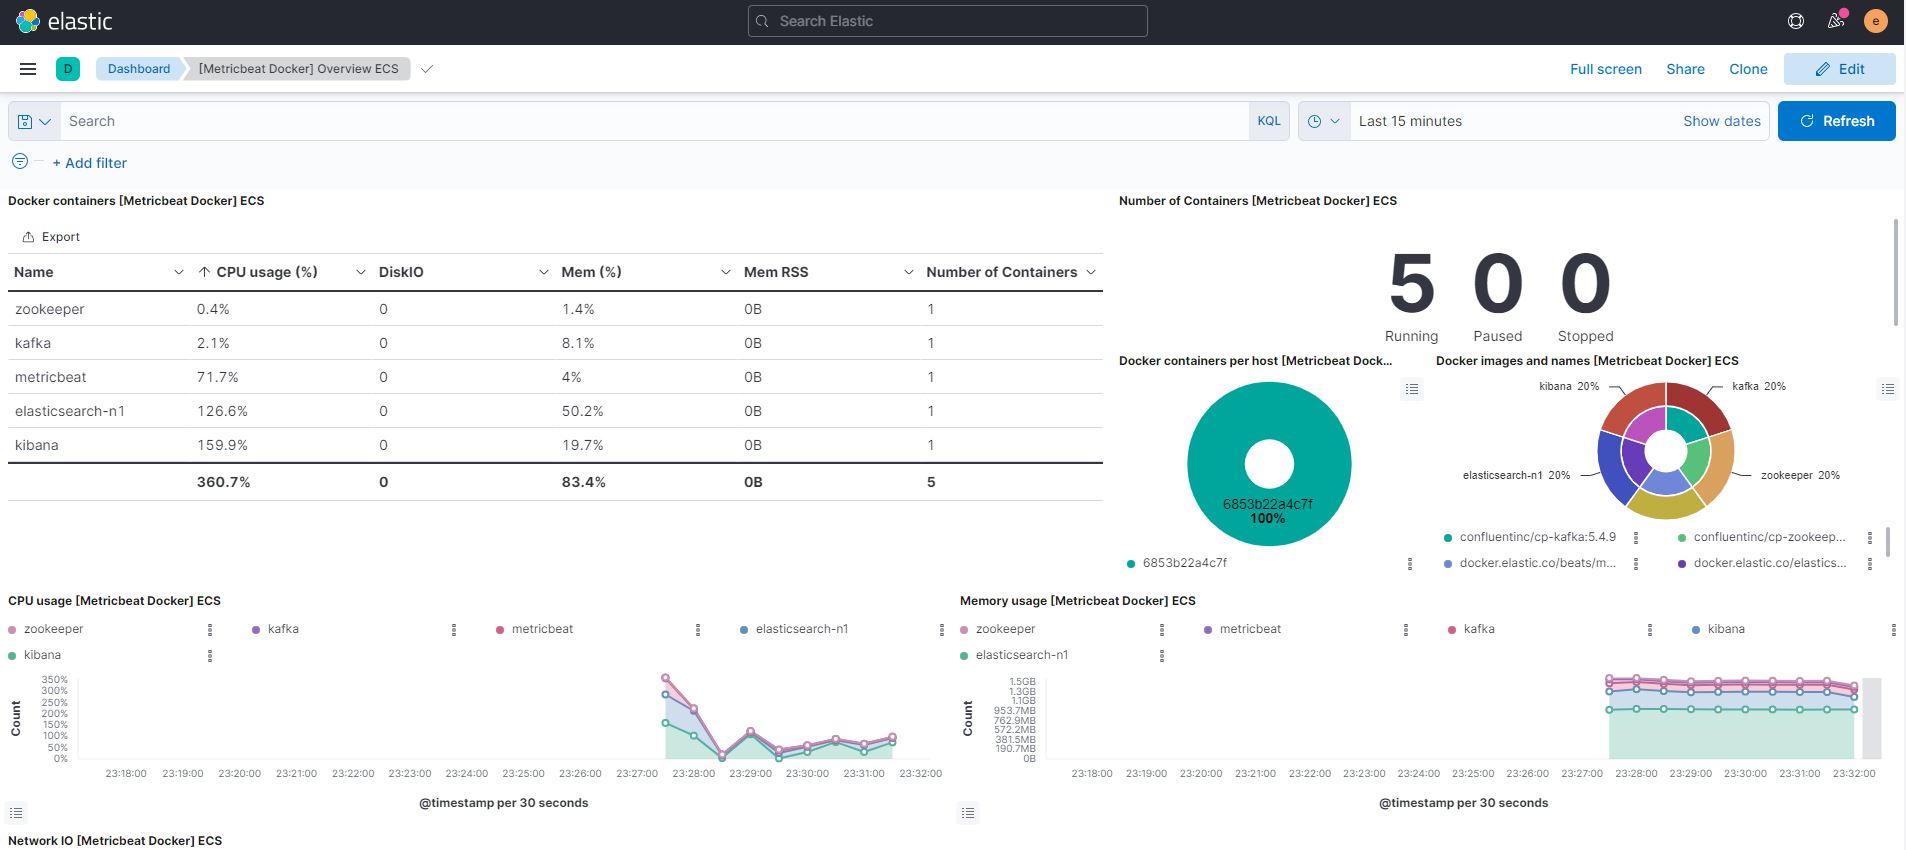 elastic
Search Elastic
e
D
Dashboard
[Metricbeat Docker] Overview ECS
Full screen
Share
Clone
Edit
Search
KQL
Last 15 minutes
Show dates
Refresh
+ Add filter
Docker containers [Metricbeat Docker] ECS
Export
Name CPU usage (%) DiskIO Mem (%) Mem RSS Number of Containers
zookeeper 0.4% 0 1.4% 0B 1
kafka 2.1% 0 8.1% 0B 1
metricbeat 71.7% 0 4% 0B 1
elasticsearch-n1 126.6% 0 50.2% 0B 1
kibana 159.9% 0 19.7% 0B 1
360.7% 0 83.4% 0B 5
Number of Containers [Metricbeat Docker] ECS
5 0 0
Running Paused Stopped
Docker containers per host [Metricbeat Dock...
6853b22a4c7f
100%
6853b22a4c7f
Docker images and names [Metricbeat Docker] ECS
kibana 20%
kafka 20%
elasticsearch-n1 20%
zookeeper 20%
confluentinc/cp-kafka:5.4.9
confluentinc/cp-zookeep...
docker.elastic.co/beats/m...
docker.elastic.co/elastics...
CPU usage [Metricbeat Docker] ECS
zookeeper
kafka
metricbeat
elasticsearch-n1
kibana
Count
350%
300%
250%
200%
150%
100%
50%
0%
23:18:00 23:19:00 23:20:00 23:21:00 23:22:00 23:23:00 23:24:00 23:25:00 23:26:00 23:27:00 23:28:00 23:29:00 23:30:00 23:31:00 23:32:00
@timestamp per 30 seconds
Memory usage [Metricbeat Docker] ECS
zookeeper
metricbeat
kafka
kibana
elasticsearch-n1
Count
1.5GB
1.3GB
1.1GB
953.7MB
762.9MB
572.2MB
381.5MB
190.7MB
0B
23:18:00 23:19:00 23:20:00 23:21:00 23:22:00 23:23:00 23:24:00 23:25:00 23:26:00 23:27:00 23:28:00 23:29:00 23:30:00 23:31:00 23:32:00
@timestamp per 30 seconds
Network IO [Metricbeat Docker] ECS